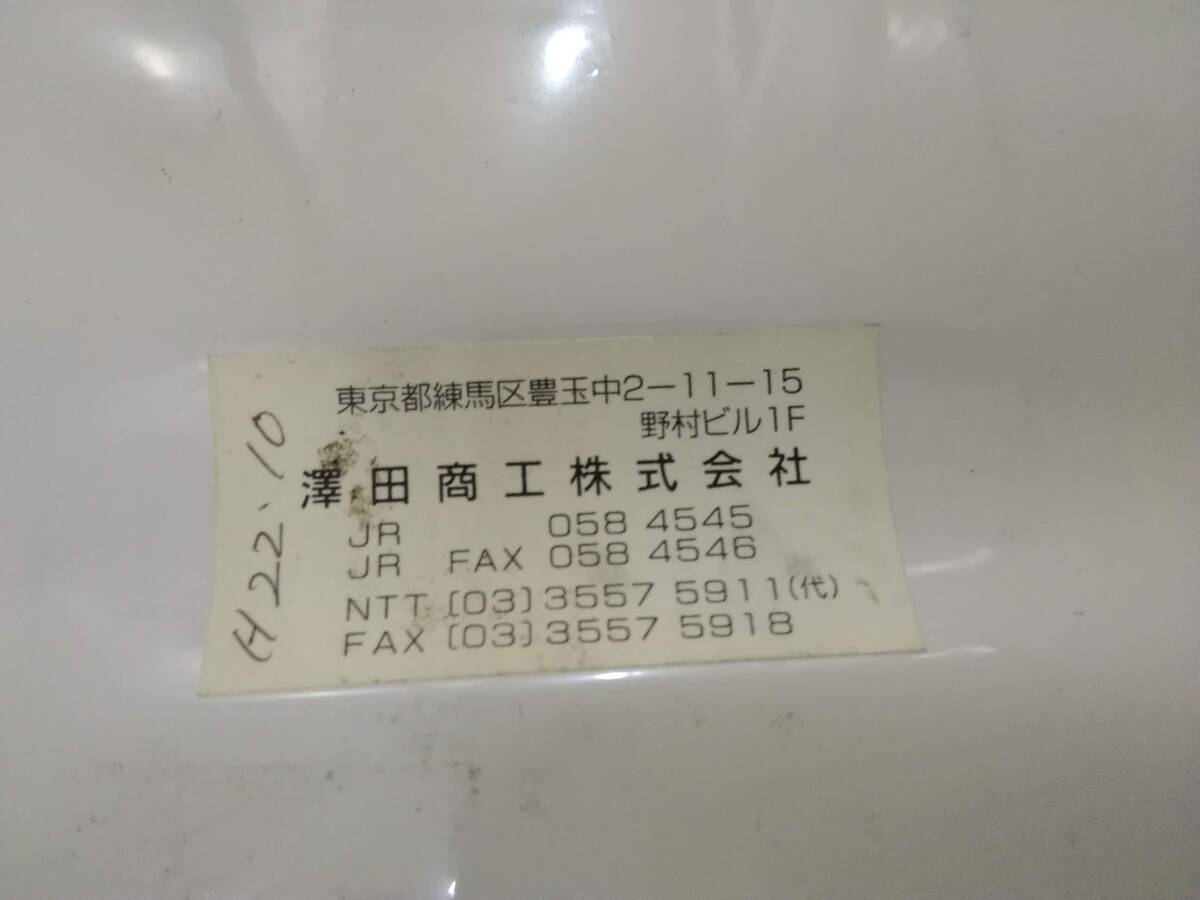 東京都練馬区豊玉中2-11-15
野村ビル1F
澤田商工株式会社
JR 058 4545
JR FAX 058 4546
NTT〔03〕3557 5911(代)
FAX〔03〕3557 5918
H22.10